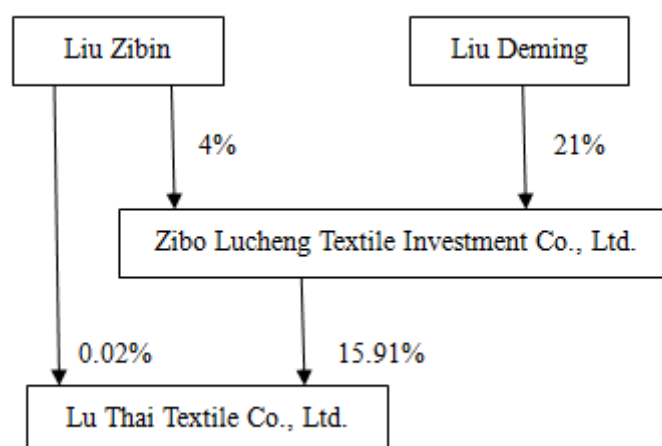 Liu Zibin
Liu Deming
4%
21%
Zibo Lucheng Textile Investment Co., Ltd.
0.02%
15.91%
Lu Thai Textile Co., Ltd.